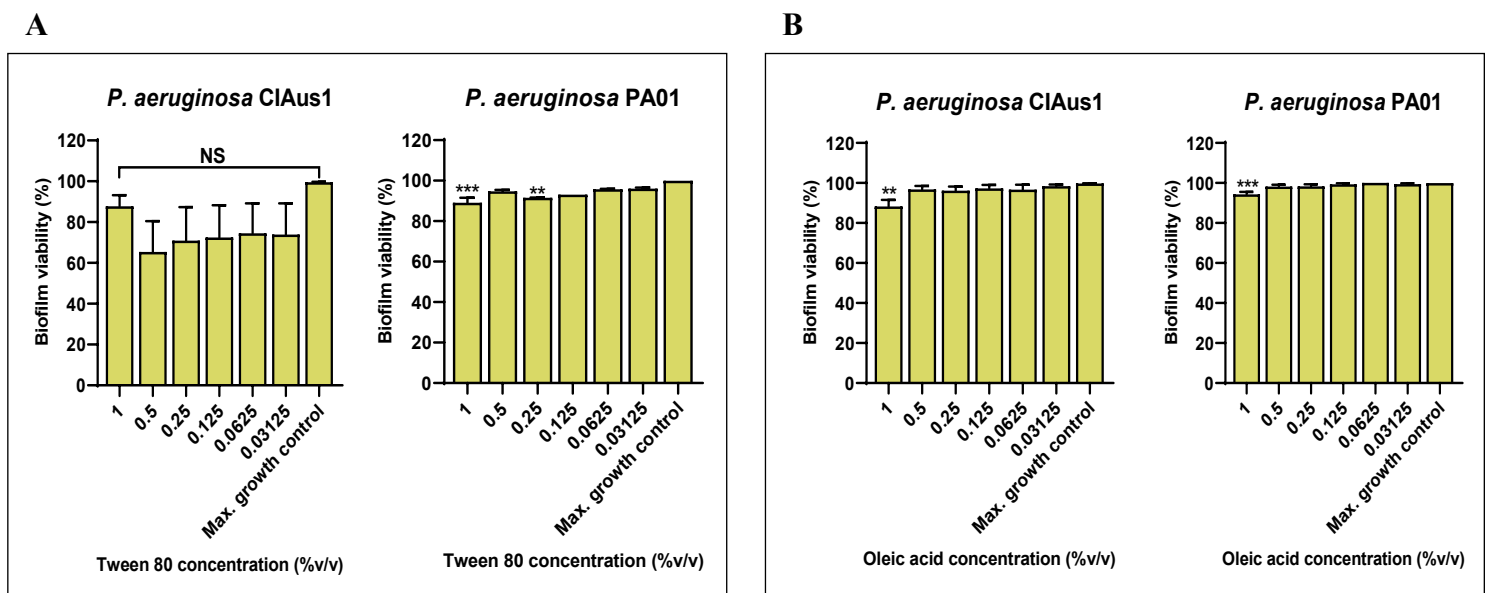 A
P. aeruginosa CIAus1
Biofilm viability (%)
120
100
80
60
40
20
0
NS
1
0.5
0.25
0.125
0.0625
0.03125
Max. growth control
Tween 80 concentration (%v/v)
P. aeruginosa PA01
Biofilm viability (%)
120
100
80
60
40
20
0
***
**
1
0.5
0.25
0.125
0.0625
0.03125
Max. growth control
Tween 80 concentration (%v/v)
B
P. aeruginosa CIAus1
Biofilm viability (%)
120
100
80
60
40
20
0
**
1
0.5
0.25
0.125
0.0625
0.03125
Max. growth control
Oleic acid concentration (%v/v)
P. aeruginosa PA01
Biofilm viability (%)
120
100
80
60
40
20
0
***
1
0.5
0.25
0.125
0.0625
0.03125
Max. growth control
Oleic acid concentration (%v/v)